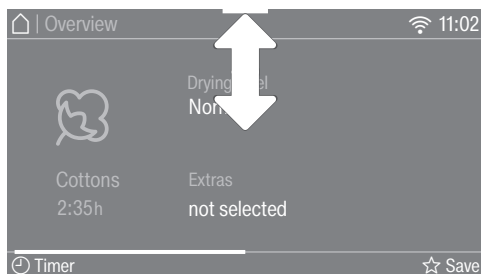 Overview
11:02
Drying
Cottons
2:35h
Extras
not selected
Timer
Save